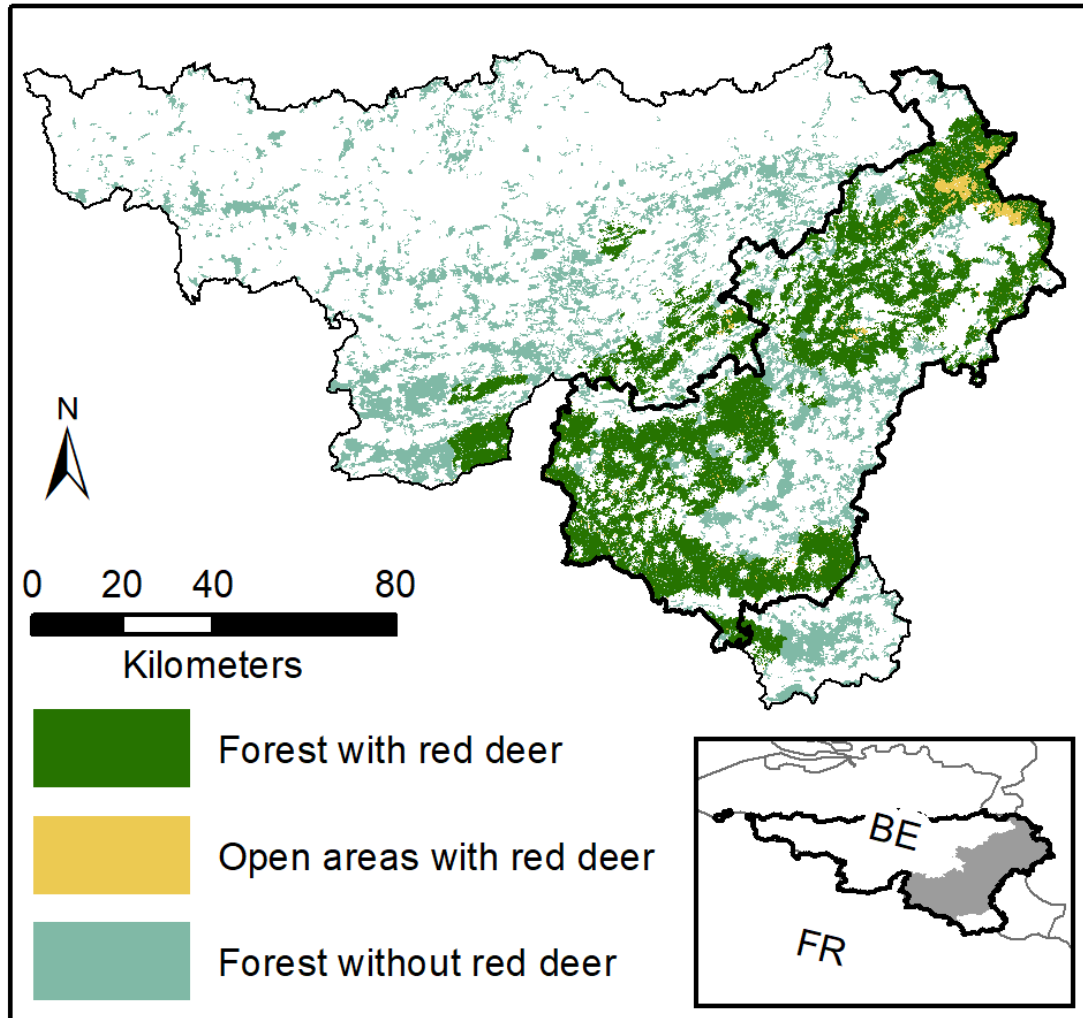 N
0 20 40 80
Kilometers
Forest with red deer
Open areas with red deer
Forest without red deer
BE
FR